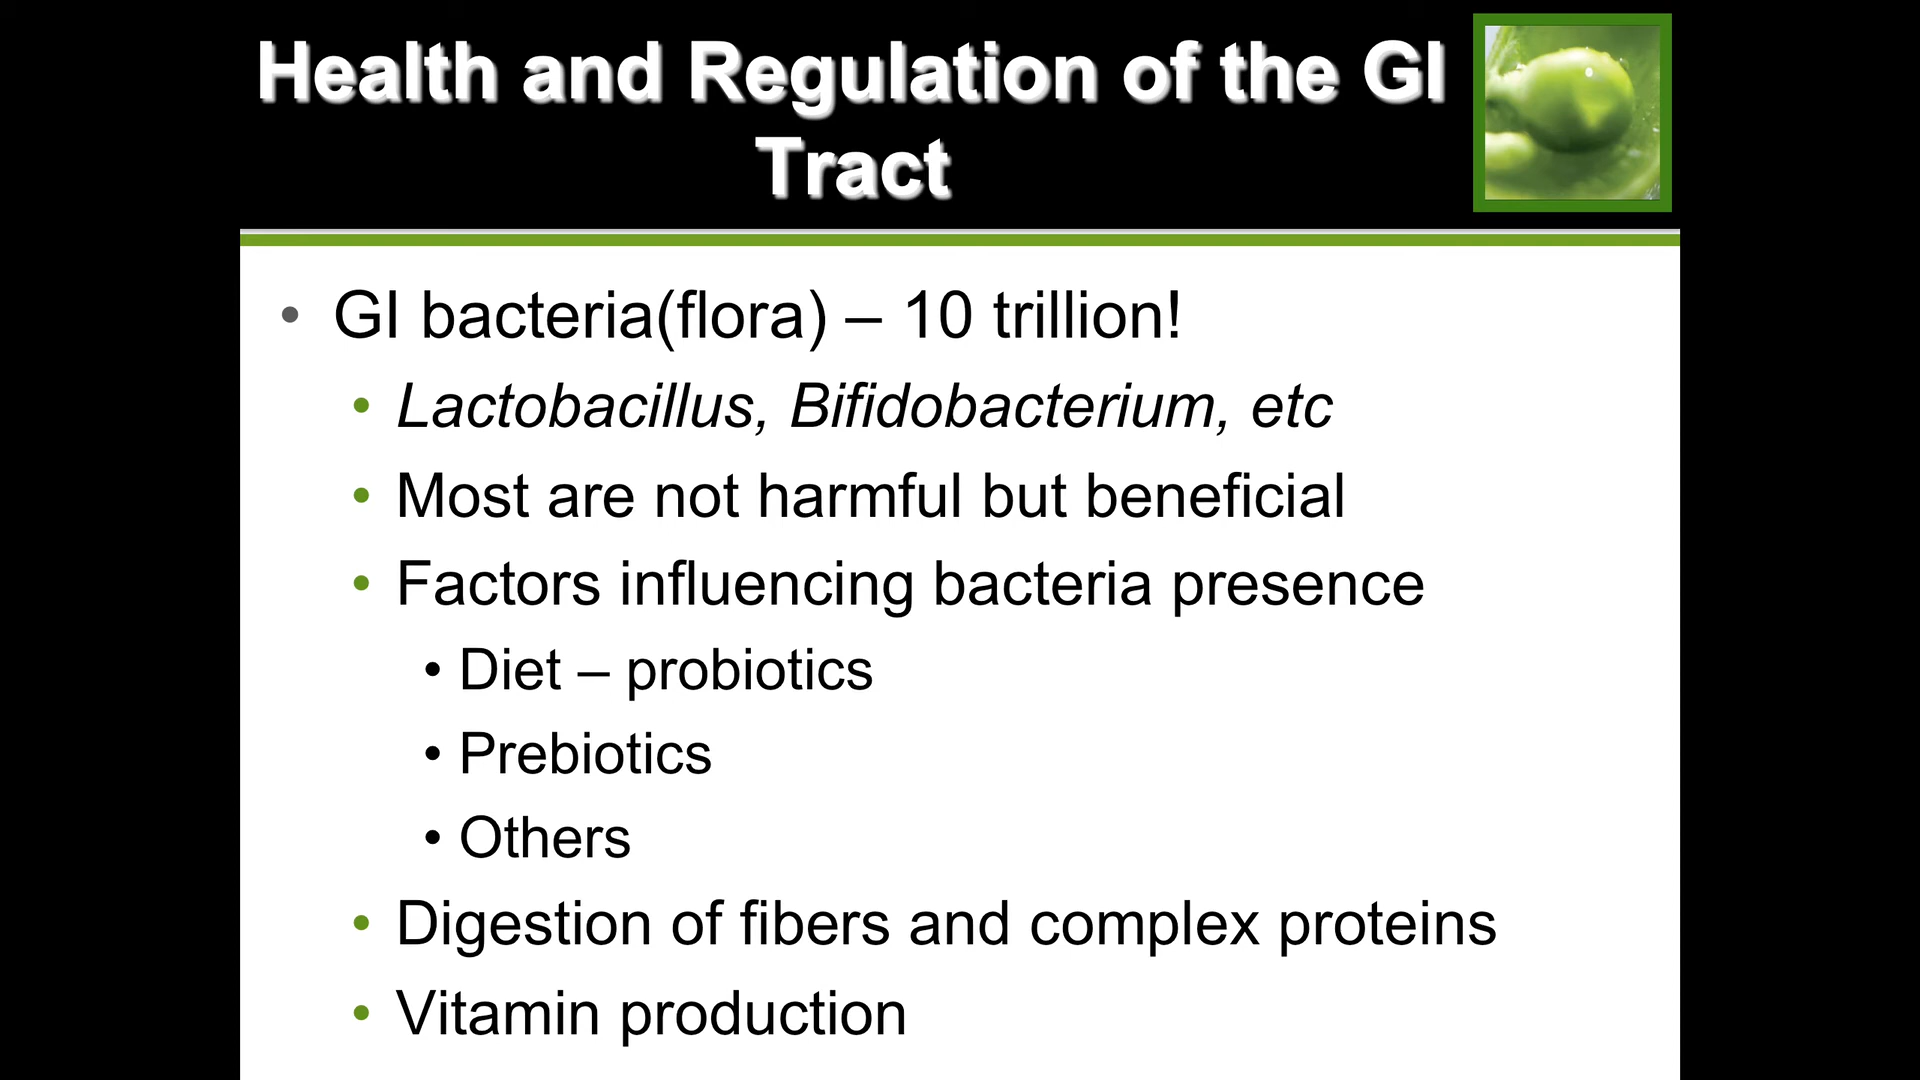 Health and Regulation of the GI
Tract
• GI bacteria(flora) – 10 trillion!
• Lactobacillus, Bifidobacterium, etc
• Most are not harmful but beneficial
• Factors influencing bacteria presence
• Diet – probiotics
• Prebiotics
• Others
• Digestion of fibers and complex proteins
• Vitamin production